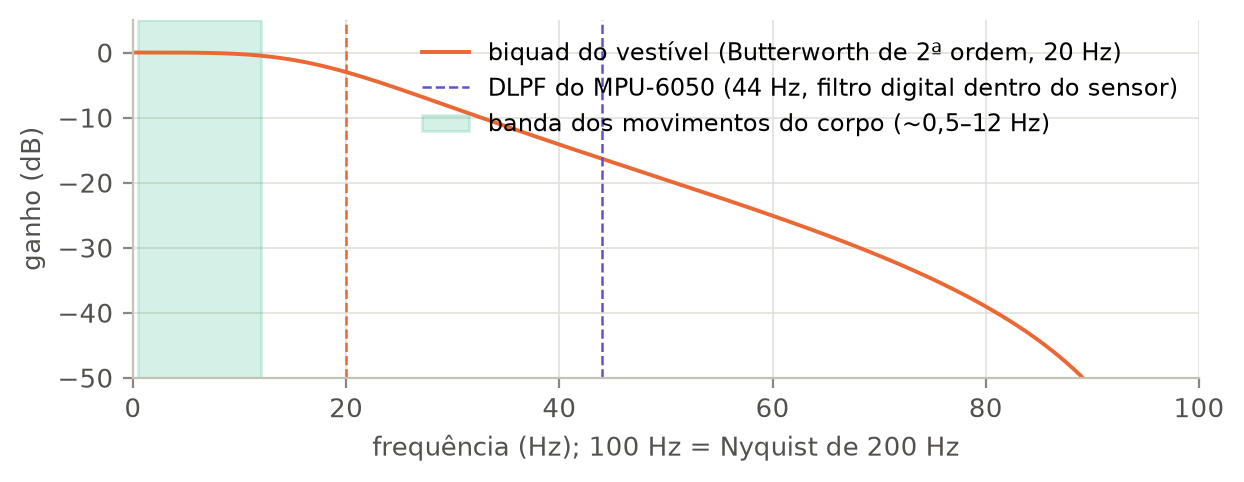 biquad do vestível (Butterworth de 2ª ordem, 20 Hz)
DLPF do MPU-6050 (44 Hz, filtro digital dentro do sensor)
banda dos movimentos do corpo (~0,5–12 Hz)
ganho (dB)
0
−10
−20
−30
−40
−50
0 20 40 60 80 100
frequência (Hz); 100 Hz = Nyquist de 200 Hz